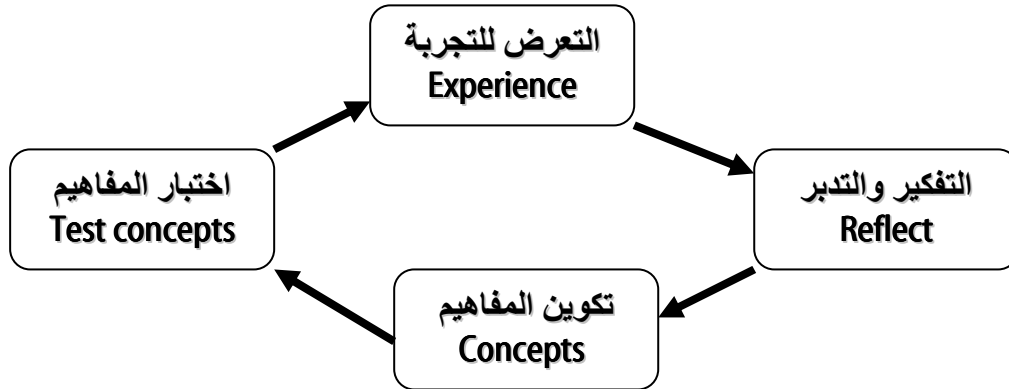 التعرض للتجربة
Experience
التفكير والتدبر
Reflect
تكوين المفاهيم
Concepts
اختبار المفاهيم
Test concepts